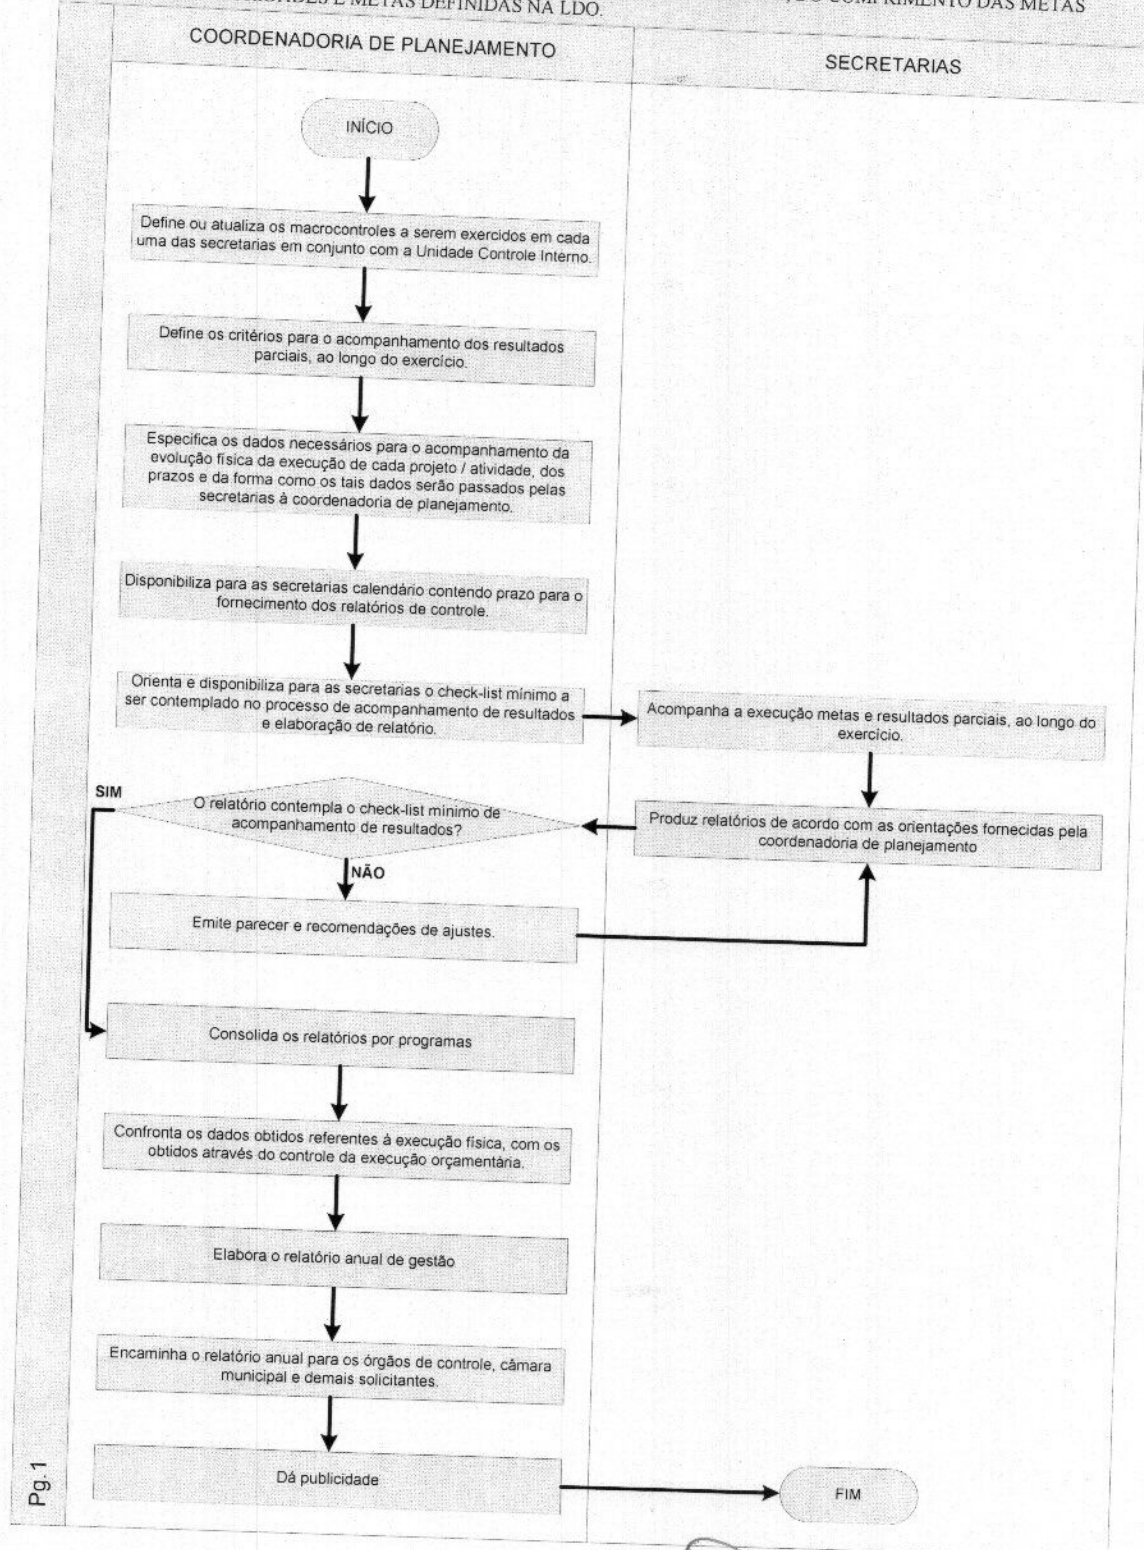 E METAS DEFINIDAS NA LDO.
CUMPRIMENTO DAS METAS
COORDENADORIA DE PLANEJAMENTO
SECRETARIAS
INÍCIO
Define ou atualiza os macrocontroles a serem exercidos em cada
uma das secretarias em conjunto com a Unidade Controle Interno.
Define os critérios para o acompanhamento dos resultados
parciais, ao longo do exercício.
Especifica os dados necessários para o acompanhamento da
evolução física da execução de cada projeto / atividade, dos
prazos e da forma como os tais dados serão passados pelas
secretarias à coordenadoria de planejamento.
Disponibiliza para as secretarias calendário contendo prazo para o
fornecimento dos relatórios de controle.
Orienta e disponibiliza para as secretarias o check-list mínimo a
ser contemplado no processo de acompanhamento de resultados
e elaboração de relatório.
Acompanha a execução metas e resultados parciais, ao longo do
exercício.
SIM
O relatório contempla o check-list mínimo de
acompanhamento de resultados?
Produz relatórios de acordo com as orientações fornecidas pela
coordenadoria de planejamento
NÃO
Emite parecer e recomendações de ajustes.
Consolida os relatórios por programas
Confronta os dados obtidos referentes à execução física, com os
obtidos através do controle da execução orçamentária.
Elabora o relatório anual de gestão
Encaminha o relatório anual para os órgãos de controle, câmara
municipal e demais solicitantes.
Dá publicidade
FIM
Pg.1